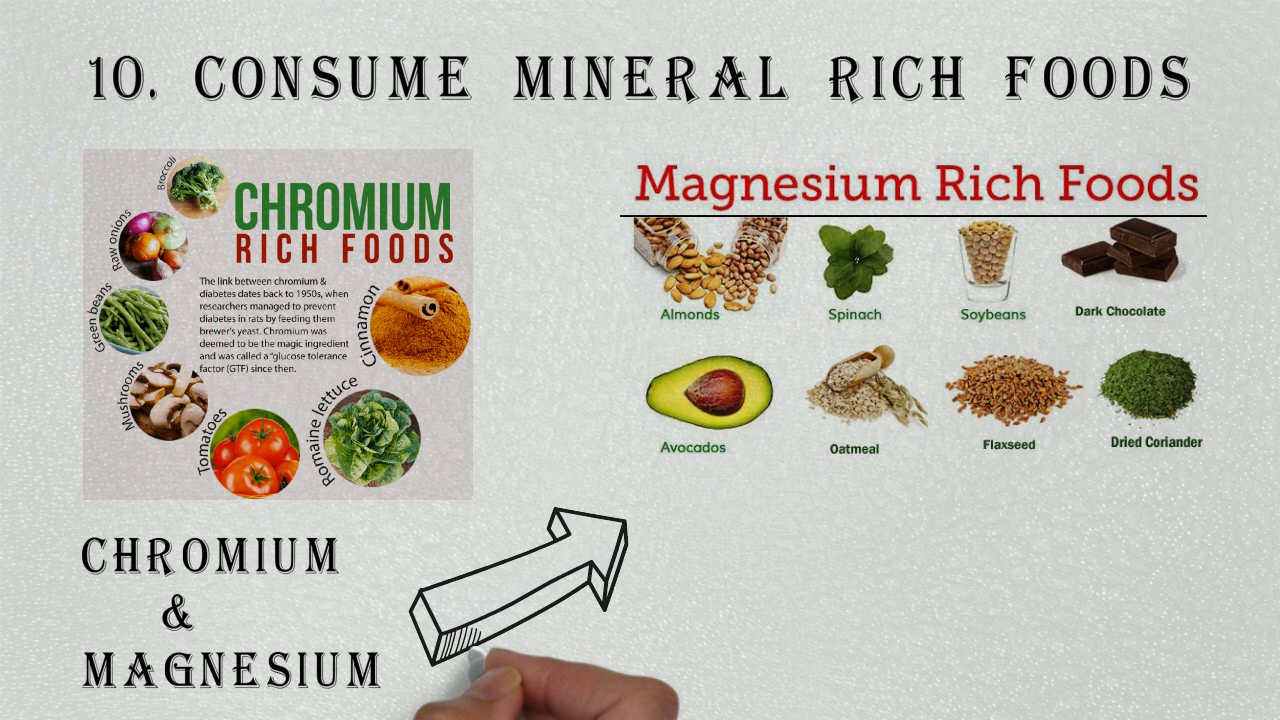 10. CONSUME MINERAL RICH FOODS
CHROMIUM
RICH FOODS
The link between chromium &
diabetes dates back to 1950s, when
researchers managed to prevent
diabetes in rats by feeding them
brewer's yeast. Chromium was
deemed to be the magic ingredient
and was called a "glucose tolerance
factor (GTF) since then.
Broccoli
Raw onions
Green beans
Mushrooms
Tomatoes
Romaine lettuce
Cinnamon
Magnesium Rich Foods
Almonds
Spinach
Soybeans
Dark Chocolate
Avocados
Oatmeal
Flaxseed
Dried Coriander
CHROMIUM
&
MAGNESIUM